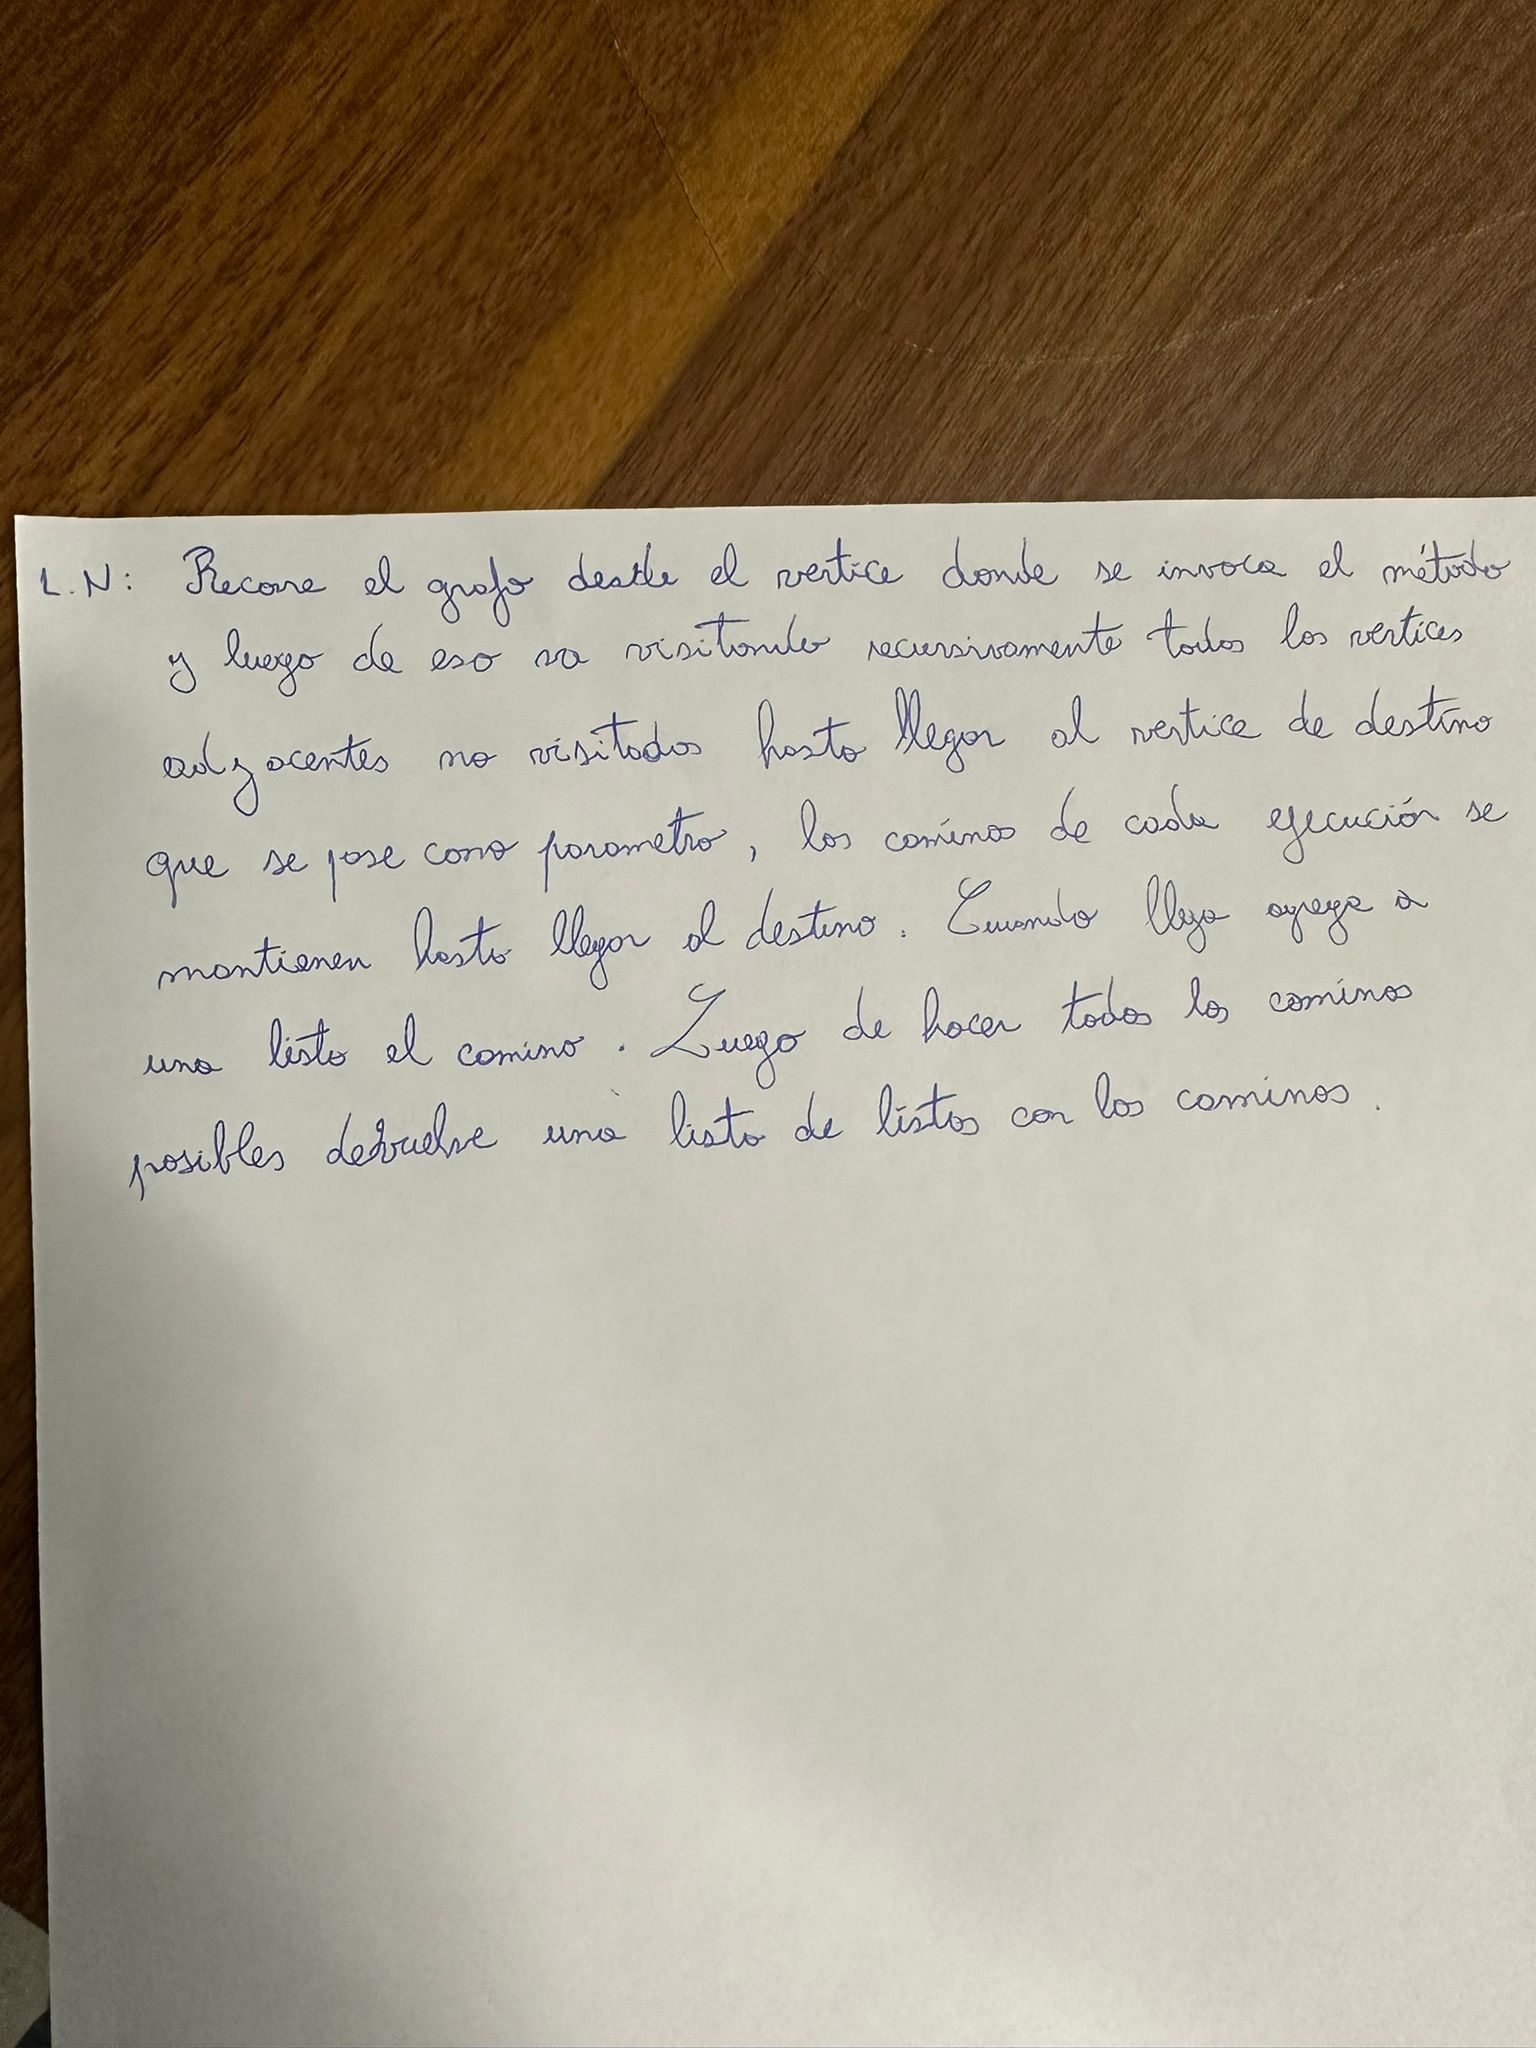 L.N: Recorre el grafo desde el vertice donde se invoca el método
y luego de eso va visitando recursivamente todos los vertices
adyacentes no visitados hasta llegar al vertice de destino
que se pase como parametro, los caminos de cada ejecución se
mantienen hasta llegar al destino. Cuando llega agrega a
una lista el camino. Luego de hacer todos los caminos
posibles devuelve una lista de listas con los caminos.